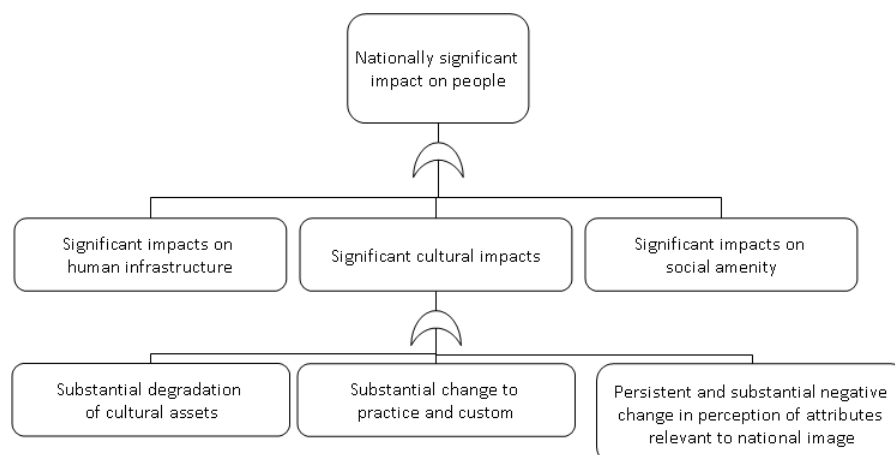 Nationally significant
impact on people
Significant impacts on
human infrastructure
Significant cultural impacts
Significant impacts on
social amenity
Substantial degradation
of cultural assets
Substantial change to
practice and custom
Persistent and substantial negative
change in perception of attributes
relevant to national image